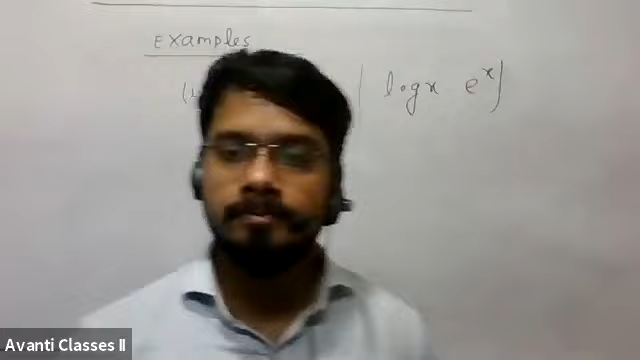 Examples
| log x e^x |
Avanti Classes II